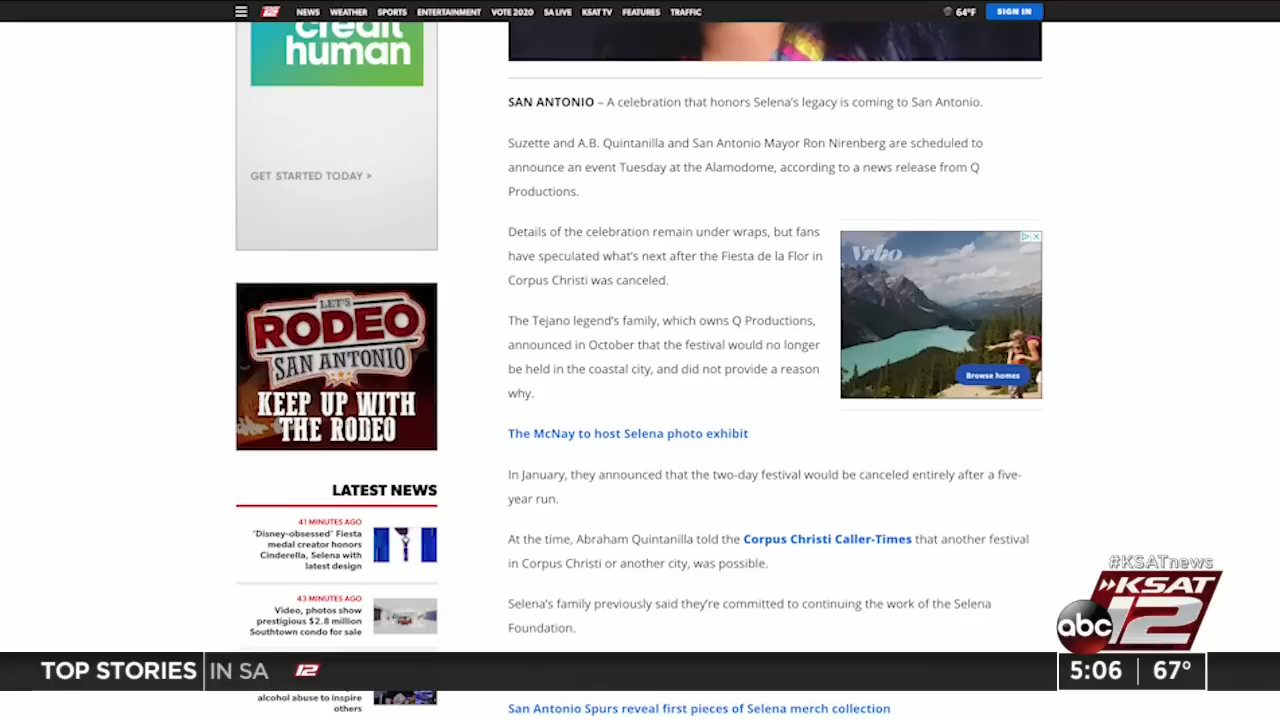 NEWS WEATHER SPORTS ENTERTAINMENT VOTE 2020 SA LIVE KSAT TV FEATURES TRAFFIC
64°F
SIGN IN
credit
human
GET STARTED TODAY >
LET'S
RODEO
SAN ANTONIO
KEEP UP WITH
THE RODEO
LATEST NEWS
41 MINUTES AGO
"Disney-obsessed" Fiesta
medal creator honors
Cinderella, Selena with
latest design
43 MINUTES AGO
Video, photos show
prestigious $2.8 million
Southtown condo for sale
alcohol abuse to inspire
others
SAN ANTONIO – A celebration that honors Selena's legacy is coming to San Antonio.
Suzette and A.B. Quintanilla and San Antonio Mayor Ron Nirenberg are scheduled to
announce an event Tuesday at the Alamodome, according to a news release from Q
Productions.
Details of the celebration remain under wraps, but fans
have speculated what's next after the Fiesta de la Flor in
Corpus Christi was canceled.
The Tejano legend's family, which owns Q Productions,
announced in October that the festival would no longer
be held in the coastal city, and did not provide a reason
why.
The McNay to host Selena photo exhibit
In January, they announced that the two-day festival would be canceled entirely after a five-
year run.
At the time, Abraham Quintanilla told the Corpus Christi Caller-Times that another festival
in Corpus Christi or another city, was possible.
Selena's family previously said they're committed to continuing the work of the Selena
Foundation.
San Antonio Spurs reveal first pieces of Selena merch collection
Vrbo
Browse homes
#KSATnews
KSAT
12
abc
TOP STORIES IN SA 12
5:06 67°